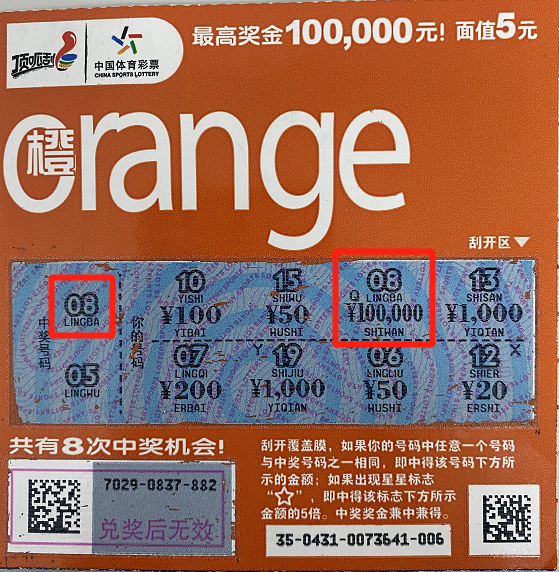 顶呱刮
中国体育彩票
CHINA SPORTS LOTTERY
最高奖金100,000元! 面值5元
橙
orange
刮开区▼
中奖号码
08
LINGBA
05
LINGWU
你的号码
10 15 08 13
YISHI SHIWU LINGBA SHISAN
Q
¥100 ¥50 ¥100,000 ¥1,000
YIBAI WUSHI SHIWAN YIQIAN
Y X
07 19 06 12
LINGQI SHIJIU LINGLIU SHIER
¥200 ¥1,000 ¥50 ¥20
ERBAI YIQIAN WUSHI ERSHI
共有8次中奖机会!
7029-0837-882
兑奖后无效
刮开覆盖膜，如果你的号码中任意一个号码
与中奖号码之一相同，即中得该号码下方所
示的金额；如果出现星星标志
“☆”，即中得该标志下方所示
金额的5倍。中奖奖金兼中兼得。
35-0431-0073641-006